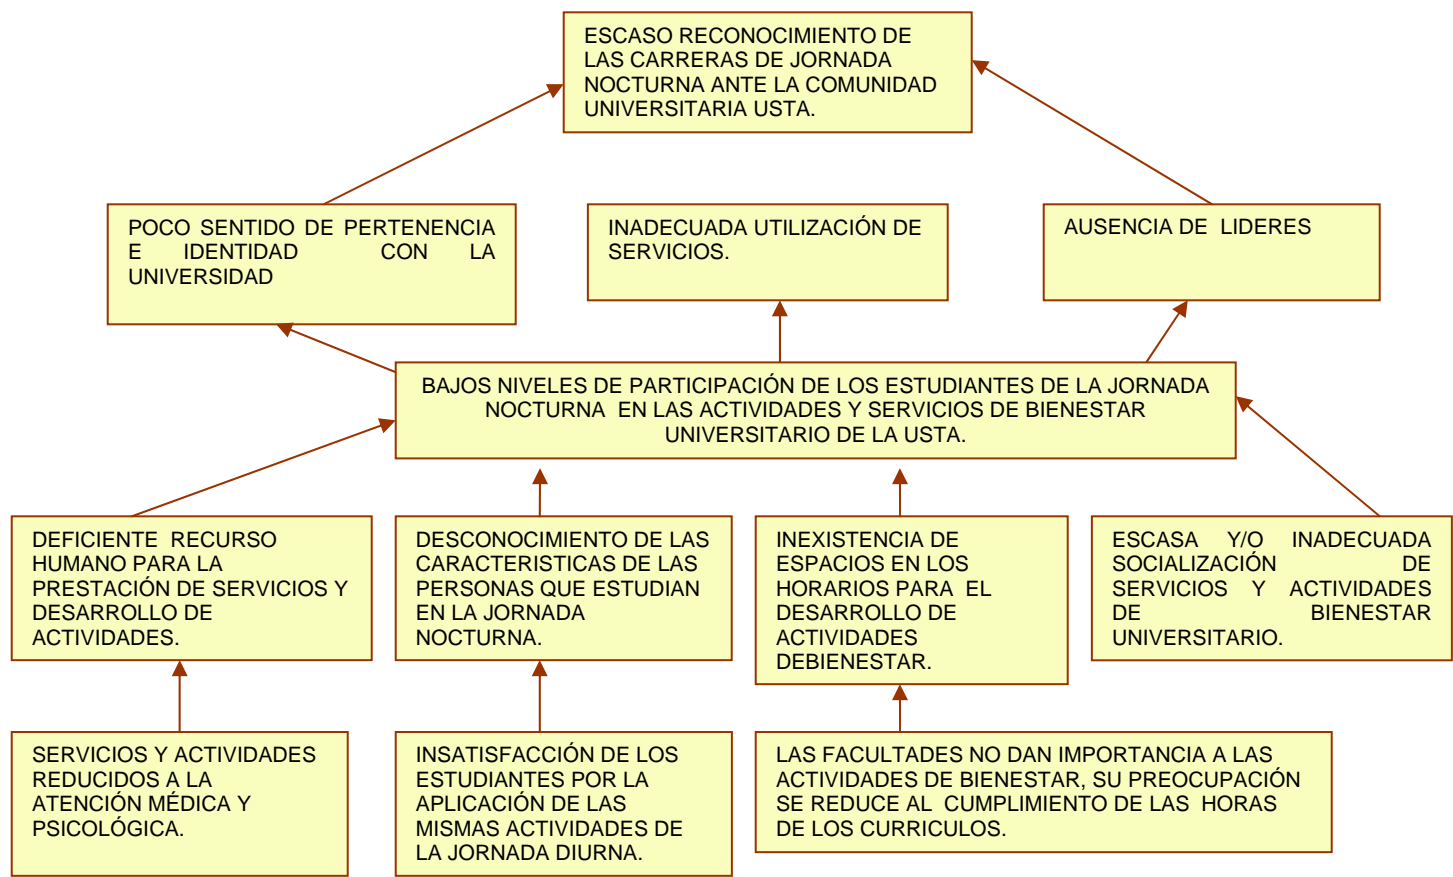 ESCASO RECONOCIMIENTO DE
LAS CARRERAS DE JORNADA
NOCTURNA ANTE LA COMUNIDAD
UNIVERSITARIA USTA.
POCO SENTIDO DE PERTENENCIA
E IDENTIDAD CON LA
UNIVERSIDAD
INADECUADA UTILIZACIÓN DE
SERVICIOS.
AUSENCIA DE LIDERES
BAJOS NIVELES DE PARTICIPACIÓN DE LOS ESTUDIANTES DE LA JORNADA
NOCTURNA EN LAS ACTIVIDADES Y SERVICIOS DE BIENESTAR
UNIVERSITARIO DE LA USTA.
DEFICIENTE RECURSO
HUMANO PARA LA
PRESTACIÓN DE SERVICIOS Y
DESARROLLO DE
ACTIVIDADES.
DESCONOCIMIENTO DE LAS
CARACTERISTICAS DE LAS
PERSONAS QUE ESTUDIAN
EN LA JORNADA
NOCTURNA.
INEXISTENCIA DE
ESPACIOS EN LOS
HORARIOS PARA EL
DESARROLLO DE
ACTIVIDADES
DEBIENESTAR.
ESCASA Y/O INADECUADA
SOCIALIZACIÓN DE
SERVICIOS Y ACTIVIDADES
DE BIENESTAR
UNIVERSITARIO.
SERVICIOS Y ACTIVIDADES
REDUCIDOS A LA
ATENCIÓN MÉDICA Y
PSICOLÓGICA.
INSATISFACCIÓN DE LOS
ESTUDIANTES POR LA
APLICACIÓN DE LAS
MISMAS ACTIVIDADES DE
LA JORNADA DIURNA.
LAS FACULTADES NO DAN IMPORTANCIA A LAS
ACTIVIDADES DE BIENESTAR, SU PREOCUPACIÓN
SE REDUCE AL CUMPLIMIENTO DE LAS HORAS
DE LOS CURRICULOS.